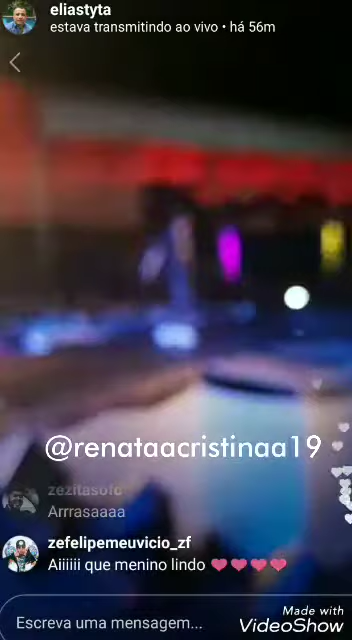 eliastyta
estava transmitindo ao vivo • há 56m
@renataacristinaa19
zezitasofc
Arrrasaaaa
zefelipemeuvicio_zf
Aiiiiii que menino lindo ❤❤❤❤
Escreva uma mensagem...
Made with
VideoShow